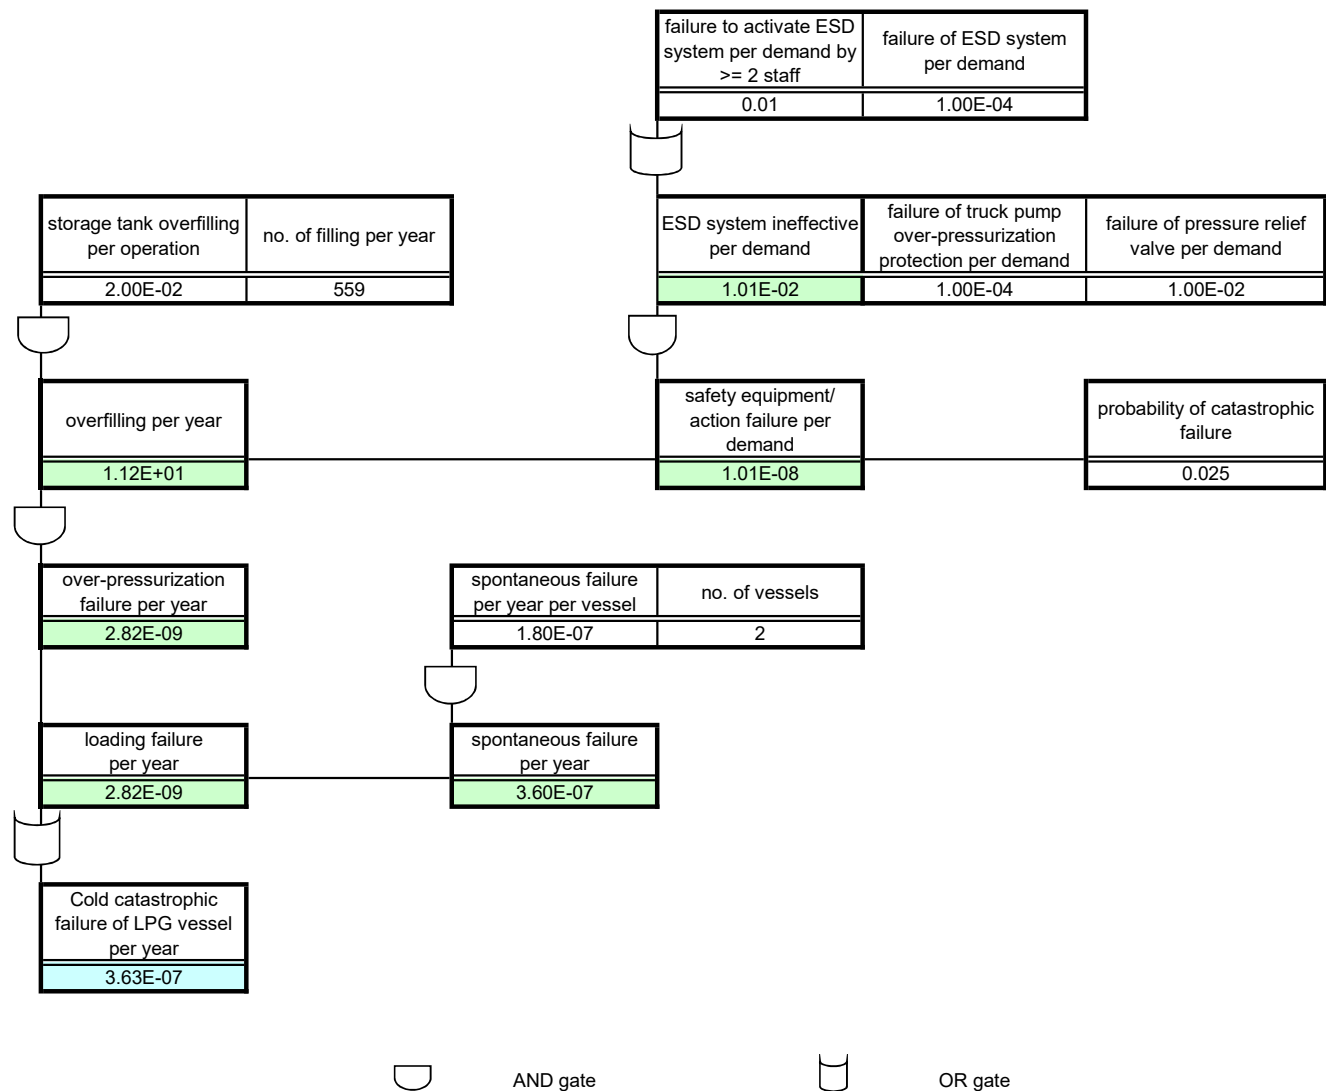 failure to activate ESD
system per demand by
>= 2 staff
failure of ESD system
per demand
0.01
1.00E-04
storage tank overfilling
per operation
no. of filling per year
2.00E-02
559
ESD system ineffective
per demand
failure of truck pump
over-pressurization
protection per demand
failure of pressure relief
valve per demand
1.01E-02
1.00E-04
1.00E-02
overfilling per year
1.12E+01
safety equipment/
action failure per
demand
1.01E-08
probability of catastrophic
failure
0.025
over-pressurization
failure per year
2.82E-09
spontaneous failure
per year per vessel
no. of vessels
1.80E-07
2
loading failure
per year
2.82E-09
spontaneous failure
per year
3.60E-07
Cold catastrophic
failure of LPG vessel
per year
3.63E-07
AND gate
OR gate